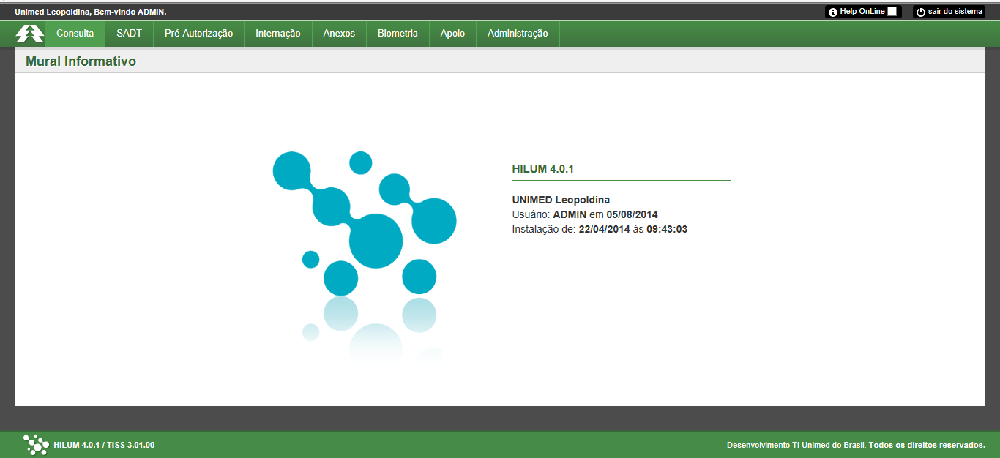 Unimed Leopoldina, Bem-vindo ADMIN.
Help OnLine
sair do sistema
Consulta SADT Pré-Autorização Internação Anexos Biometria Apoio Administração
Mural Informativo
HILUM 4.0.1
UNIMED Leopoldina
Usuário: ADMIN em 05/08/2014
Instalação de: 22/04/2014 às 09:43:03
HILUM 4.0.1 / TISS 3.01.00
Desenvolvimento TI Unimed do Brasil. Todos os direitos reservados.